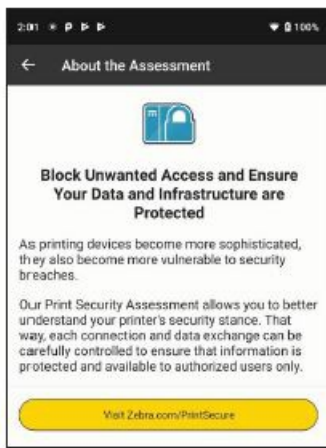 2:01
100%
About the Assessment
m
Block Unwanted Access and Ensure
Your Data and Infrastructure are
Protected
As printing devices become more sophisticated,
they also become more vulnerable to security
breaches.
Our Print Security Assessment allows you to better
understand your printer's security stance. That
way, each connection and data exchange can be
carefully controlled to ensure that information is
protected and available to authorized users only.
Visit Zebra.com/PrintSecure